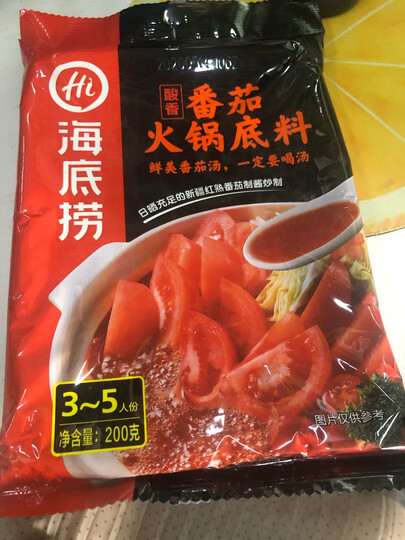 Hi
海底捞
酸香
番茄
火锅底料
鲜美番茄汤，一定要喝汤
日晒充足的新疆红熟番茄制酱炒制
3~5人份
净含量：200克
图片仅供参考